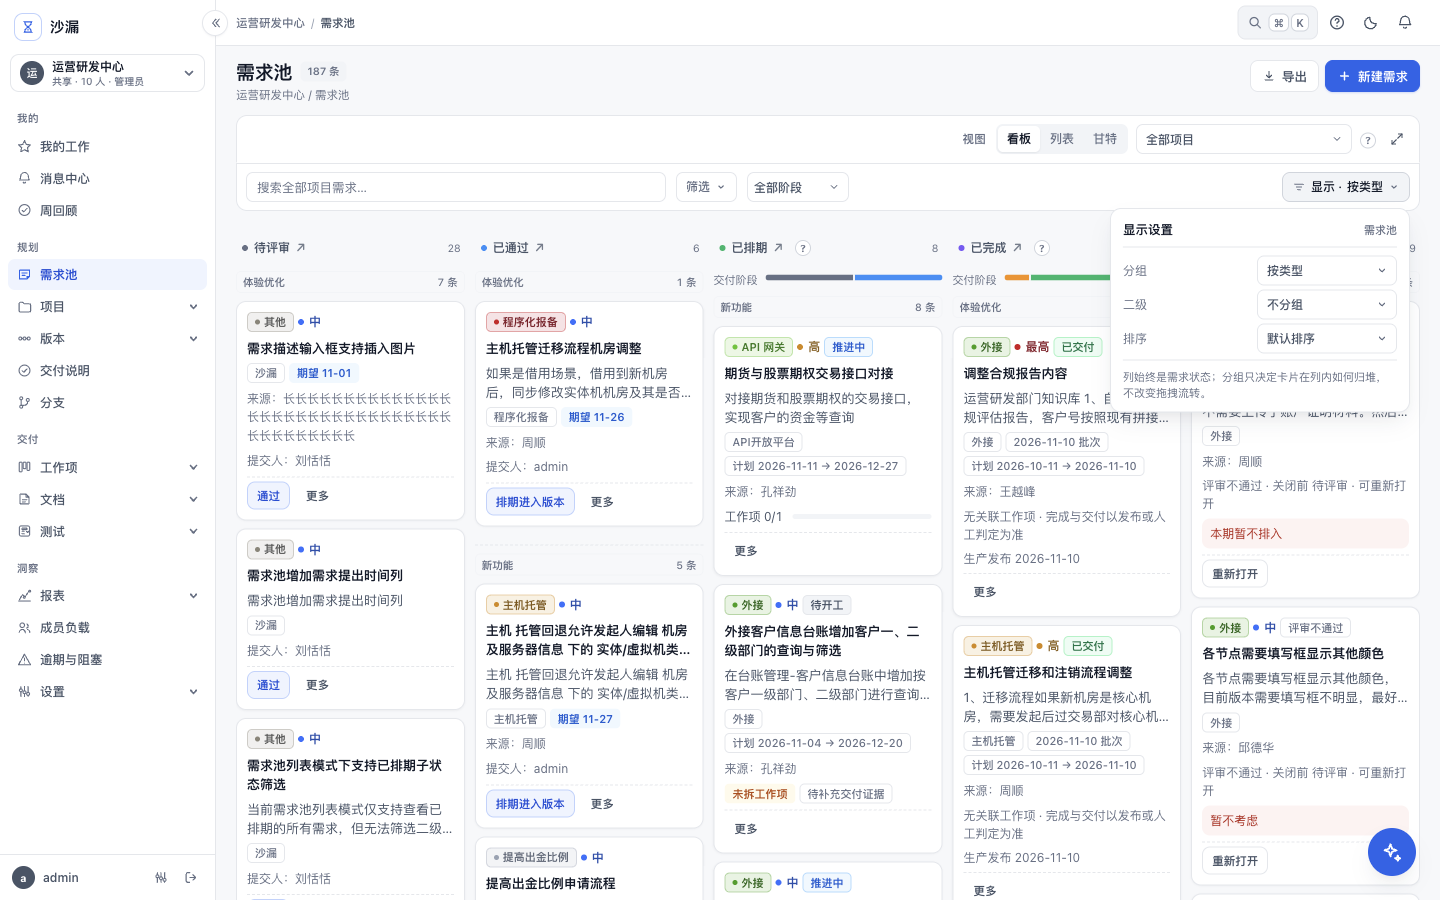 沙漏
运
运营研发中心
共享 · 10 人 · 管理员
我的
我的工作
消息中心
周回顾
规划
需求池
项目
版本
交付说明
分支
交付
工作项
文档
测试
洞察
报表
成员负载
逾期与阻塞
设置
a
admin
运营研发中心 / 需求池
⌘ K
需求池 187 条
运营研发中心 / 需求池
导出
新建需求
视图 看板 列表 甘特
全部项目
?
搜索全部项目需求...
筛选
全部阶段
显示 · 按类型
显示设置 需求池
分组 按类型
二级 不分组
排序 默认排序
列始终是需求状态；分组只决定卡片在列内如何归堆，
不改变拖拽流转。
待评审 28
体验优化 7 条
其他 中
需求描述输入框支持插入图片
沙漏 期望 11-01
来源：长长长长长长长长长长长长长长
长长长长长长长长长长长长长长长长长
长长长长长长长长长
提交人：刘恬恬
通过 更多
其他 中
需求池增加需求提出时间列
需求池增加需求提出时间列
沙漏
提交人：刘恬恬
通过 更多
其他 中
需求池列表模式下支持已排期子状
态筛选
当前需求池列表模式仅支持查看已
排期的所有需求，但无法筛选二级...
沙漏
提交人：刘恬恬
已通过 6
体验优化 1 条
程序化报备 中
主机托管迁移流程机房调整
如果是借用场景，借用到新机房
后，同步修改实体机机房及其是否...
程序化报备 期望 11-26
来源：周顺
提交人：admin
排期进入版本 更多
新功能 5 条
主机托管 中
主机 托管回退允许发起人编辑 机房
及服务器信息 下的 实体/虚拟机类...
主机 托管回退允许发起人编辑 机房
及服务器信息 下的 实体/虚拟机类...
主机托管 期望 11-27
来源：周顺
提交人：admin
排期进入版本 更多
提高出金比例 中
提高出金比例申请流程
已排期 ? 8
交付阶段
新功能 8 条
API 网关 高 推进中
期货与股票期权交易接口对接
对接期货和股票期权的交易接口，
实现客户的资金等查询
API开放平台
计划 2026-11-11 → 2026-12-27
来源：孔祥劲
工作项 0/1
更多
外接 中 待开工
外接客户信息台账增加客户一、二
级部门的查询与筛选
在台账管理-客户信息台账中增加按
客户一级部门、二级部门进行查询...
外接
计划 2026-11-04 → 2026-12-20
来源：孔祥劲
未拆工作项 待补充交付证据
更多
外接 中 推进中
已完成 ?
交付阶段
体验优化
外接 最高 已交付
调整合规报告内容
运营研发部门知识库 1、自
规评估报告，客户号按照现有拼接...
外接 2026-11-10 批次
计划 2026-10-11 → 2026-11-10
来源：王越峰
无关联工作项 · 完成与交付以发布或人
工判定为准
生产发布 2026-11-10
更多
主机托管 高 已交付
主机托管迁移和注销流程调整
1、迁移流程如果新机房是核心机
房，需要发起后过交易部对核心机...
主机托管 2026-11-10 批次
计划 2026-10-11 → 2026-11-10
来源：周顺
无关联工作项 · 完成与交付以发布或人
工判定为准
生产发布 2026-11-10
更多
9
外接
来源：周顺
评审不通过 · 关闭前 待评审 · 可重新打
开
本期暂不排入
重新打开
外接 中 评审不通过
各节点需要填写框显示其他颜色
各节点需要填写框显示其他颜色，
目前版本需要填写框不明显，最好...
外接
来源：邱德华
评审不通过 · 关闭前 待评审 · 可重新打
开
暂不考虑
重新打开